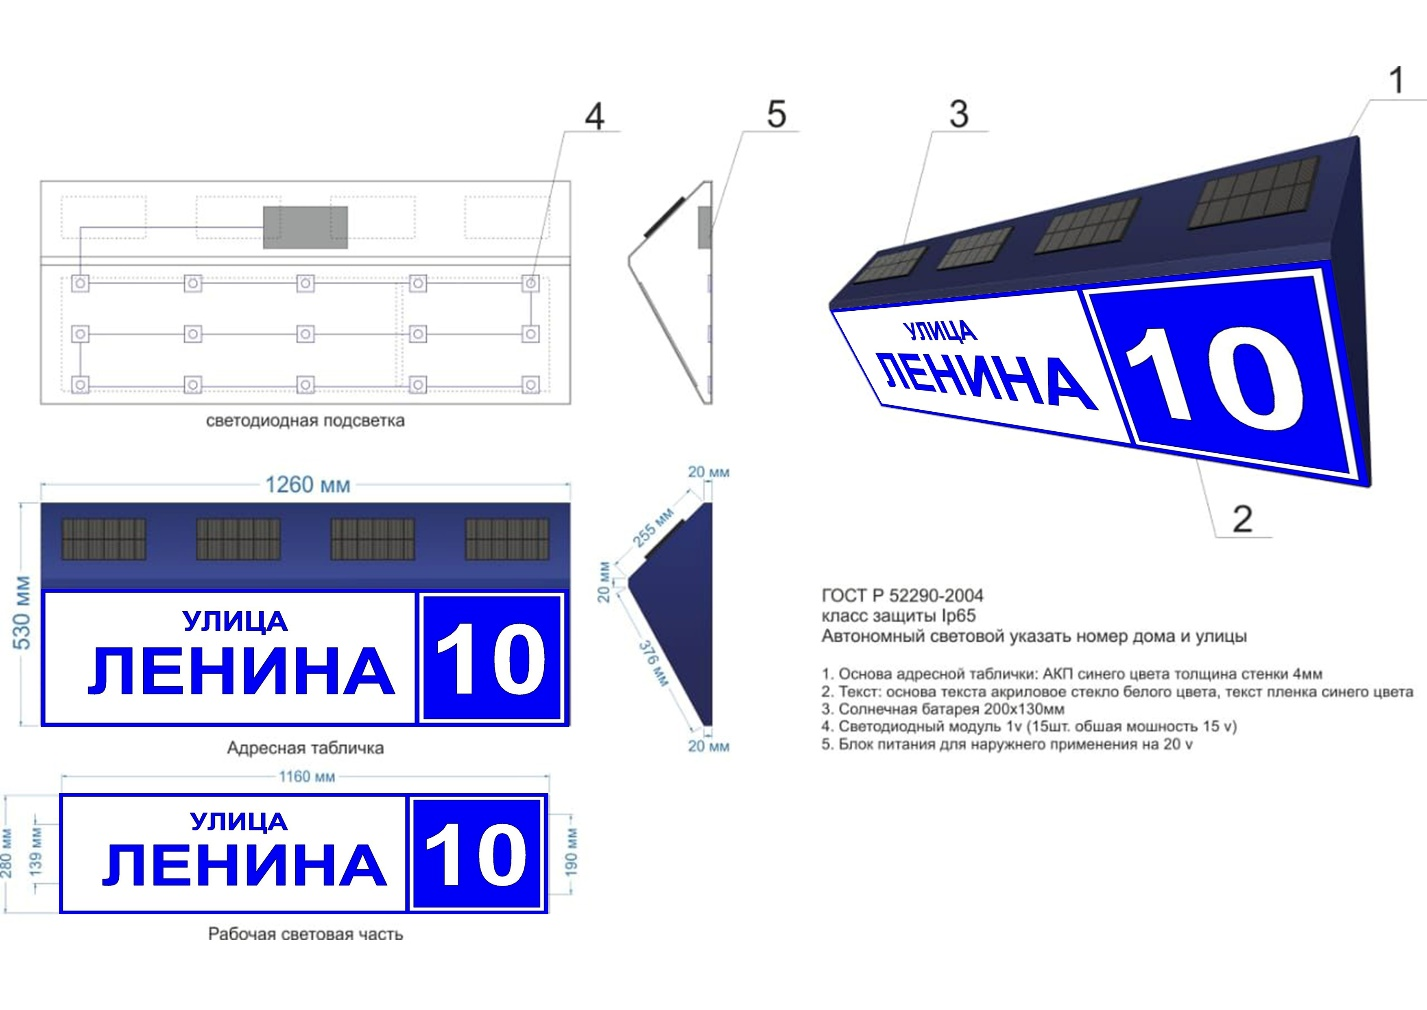 4
5
3
1
УЛИЦА
ЛЕНИНА
10
2
светодиодная подсветка
1260 мм
530 мм
УЛИЦА
ЛЕНИНА
10
Адресная табличка
20 мм
255 мм
20 мм
376 мм
20 мм
1160 мм
280 мм
139 мм
УЛИЦА
ЛЕНИНА
10
190 мм
Рабочая световая часть
ГОСТ Р 52290-2004
класс защиты Ip65
Автономный световой указать номер дома и улицы
1. Основа адресной таблички: АКП синего цвета толщина стенки 4мм
2. Текст: основа текста акриловое стекло белого цвета, текст пленка синего цвета
3. Солнечная батарея 200х130мм
4. Светодиодный модуль 1v (15шт. обшая мошность 15 v)
5. Блок питания для наружнего применения на 20 v